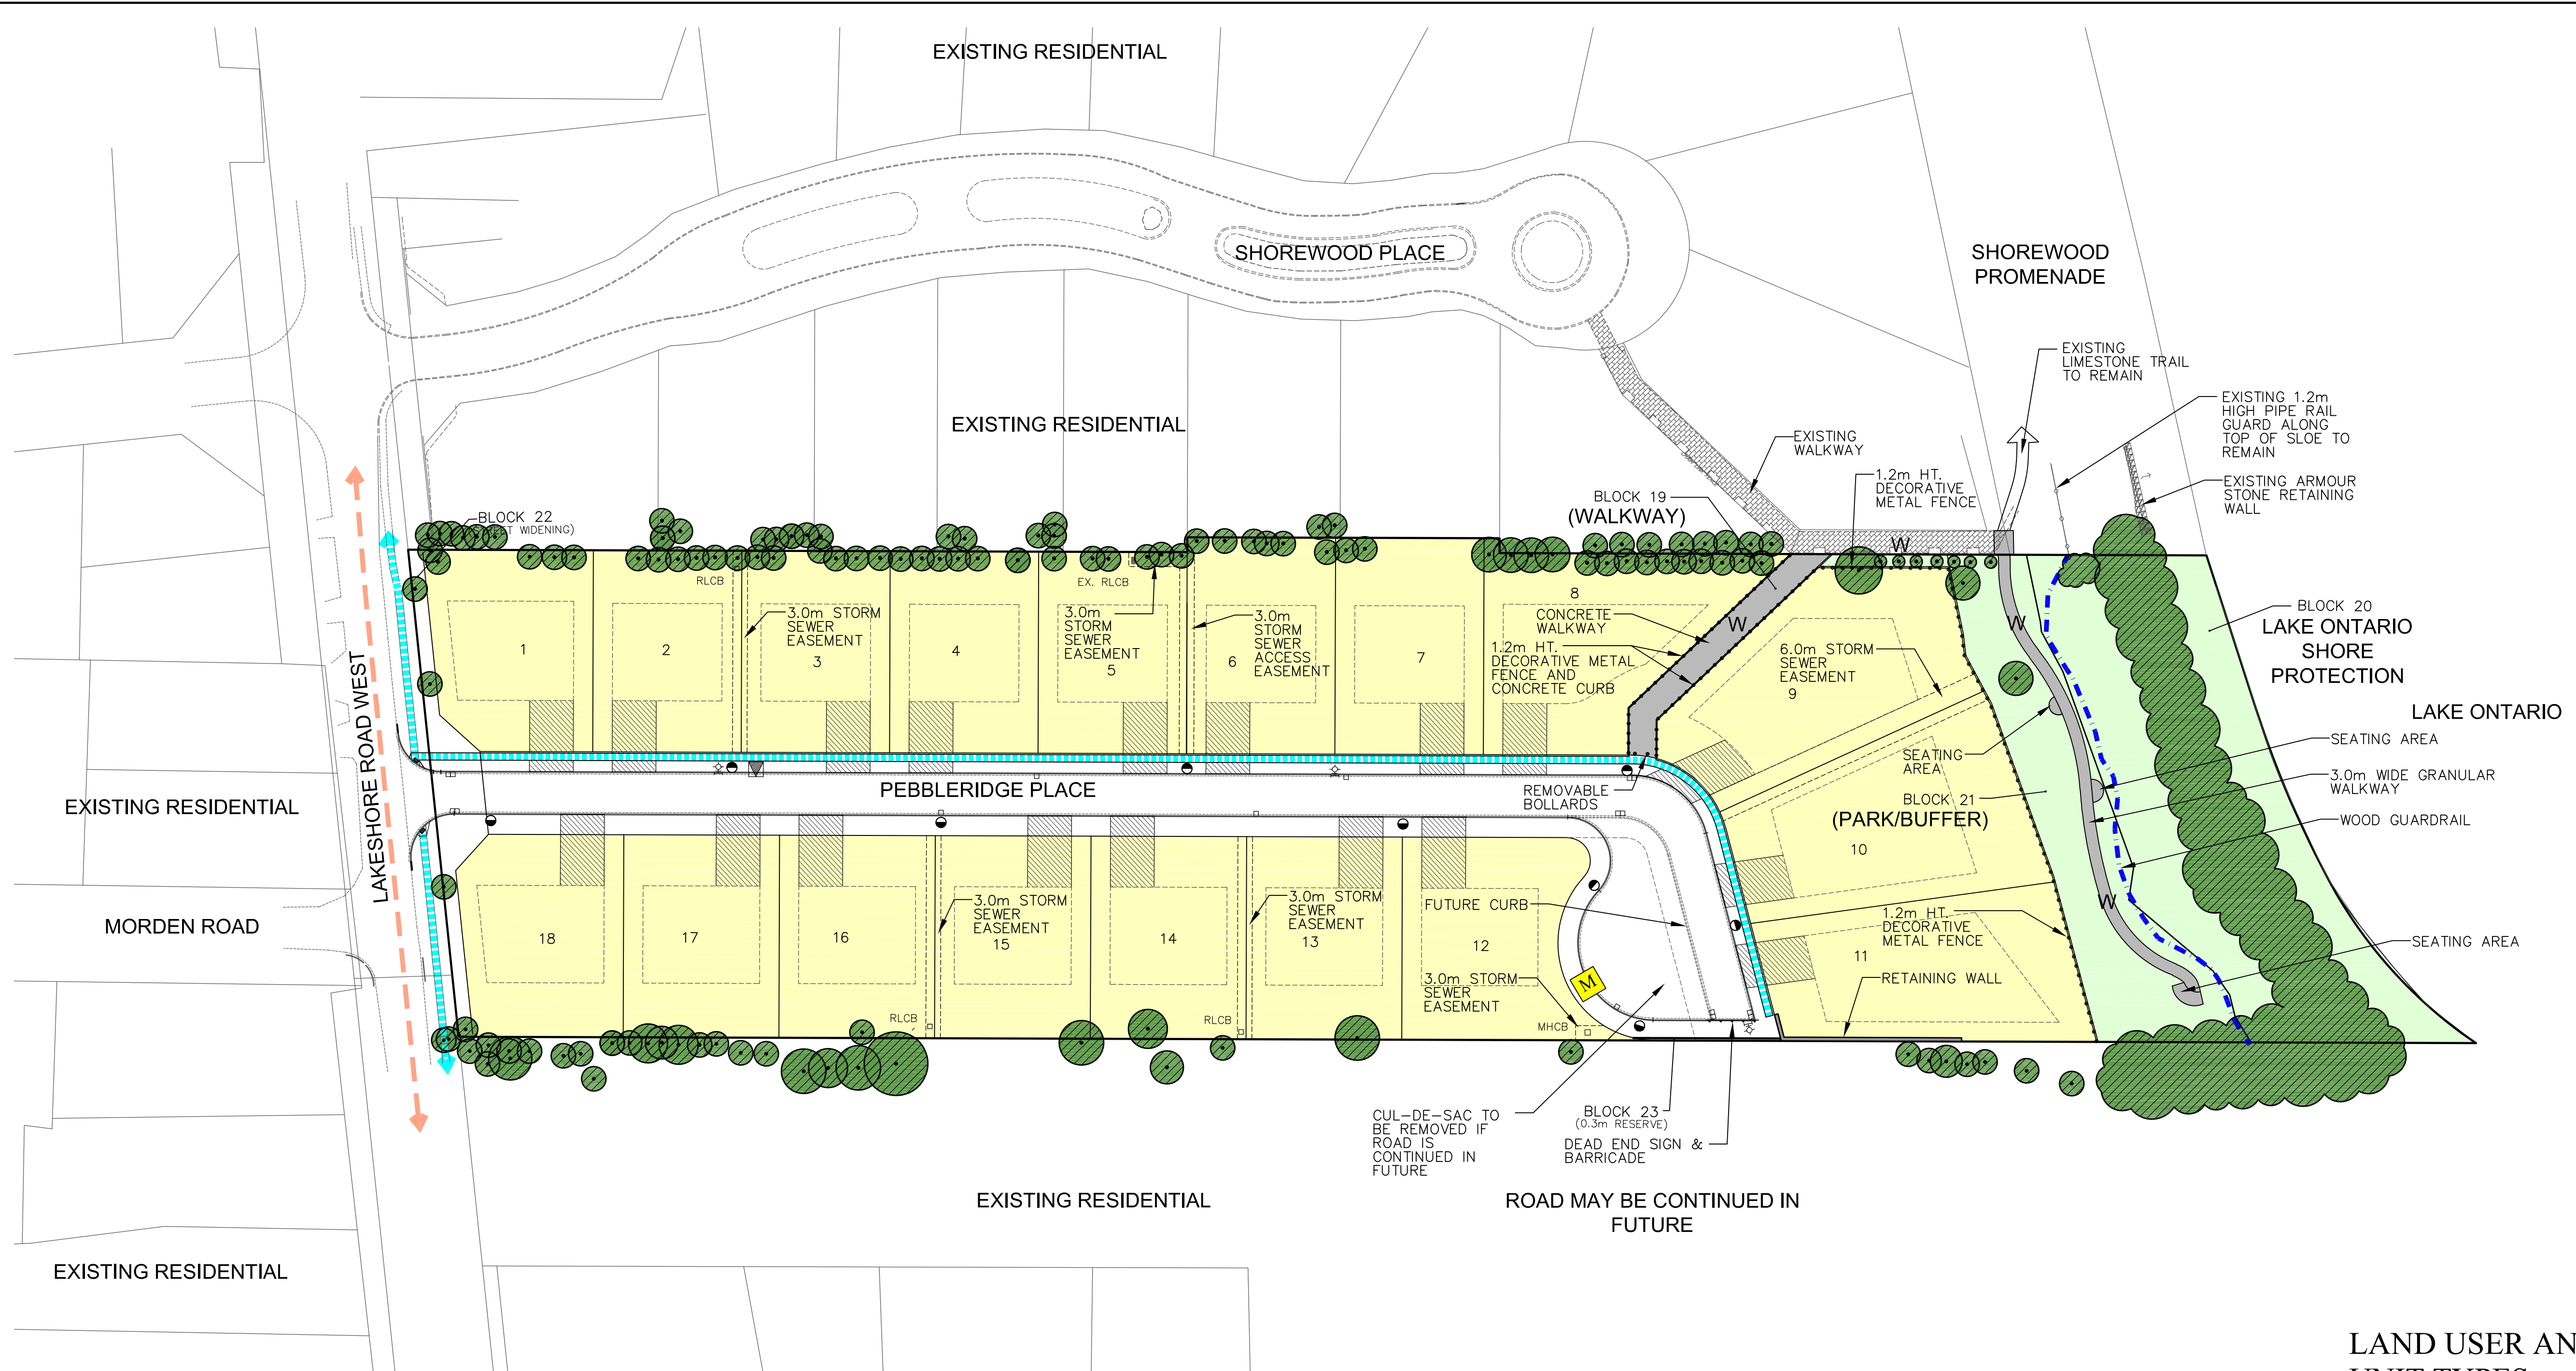 EXISTING RESIDENTIAL
SHOREWOOD PLACE
SHOREWOOD
PROMENADE
EXISTING
LIMESTONE TRAIL
TO REMAIN
EXISTING 1.2m
HIGH PIPE RAIL
GUARD ALONG
TOP OF SLOE TO
REMAIN
EXISTING ARMOUR
STONE RETAINING
WALL
EXISTING RESIDENTIAL
EXISTING
WALKWAY
1.2m HT.
DECORATIVE
METAL FENCE
BLOCK 19
(WALKWAY)
BLOCK 22
WIDENING)
W
RLCB
EX. RLCB
8
3.0m STORM
SEWER
EASEMENT
3.0m
STORM
SEWER
EASEMENT
3.0m
STORM
SEWER
ACCESS
EASEMENT
CONCRETE
WALKWAY
1.2m HT.
DECORATIVE METAL
FENCE AND
CONCRETE CURB
W
W
6.0m STORM
SEWER
EASEMENT
9
BLOCK 20
LAKE ONTARIO
SHORE
PROTECTION
LAKE ONTARIO
1
2
3
4
5
6
7
SEATING
AREA
SEATING AREA
3.0m WIDE GRANULAR
WALKWAY
WOOD GUARDRAIL
LAKESHORE ROAD WEST
EXISTING RESIDENTIAL
PEBBLERIDGE PLACE
REMOVABLE
BOLLARDS
BLOCK 21
(PARK/BUFFER)
10
MORDEN ROAD
18
17
16
3.0m STORM
SEWER
EASEMENT
15
14
3.0m STORM
SEWER
EASEMENT
13
FUTURE CURB
12
3.0m STORM
SEWER
EASEMENT
M
1.2m HT.
DECORATIVE
METAL FENCE
11
RETAINING WALL
W
SEATING AREA
RLCB
RLCB
MHCB
CUL-DE-SAC TO
BE REMOVED IF
ROAD IS
CONTINUED IN
FUTURE
BLOCK 23
(0.3m RESERVE)
DEAD END SIGN &
BARRICADE
EXISTING RESIDENTIAL
ROAD MAY BE CONTINUED IN
FUTURE
EXISTING RESIDENTIAL
LAND USER AN